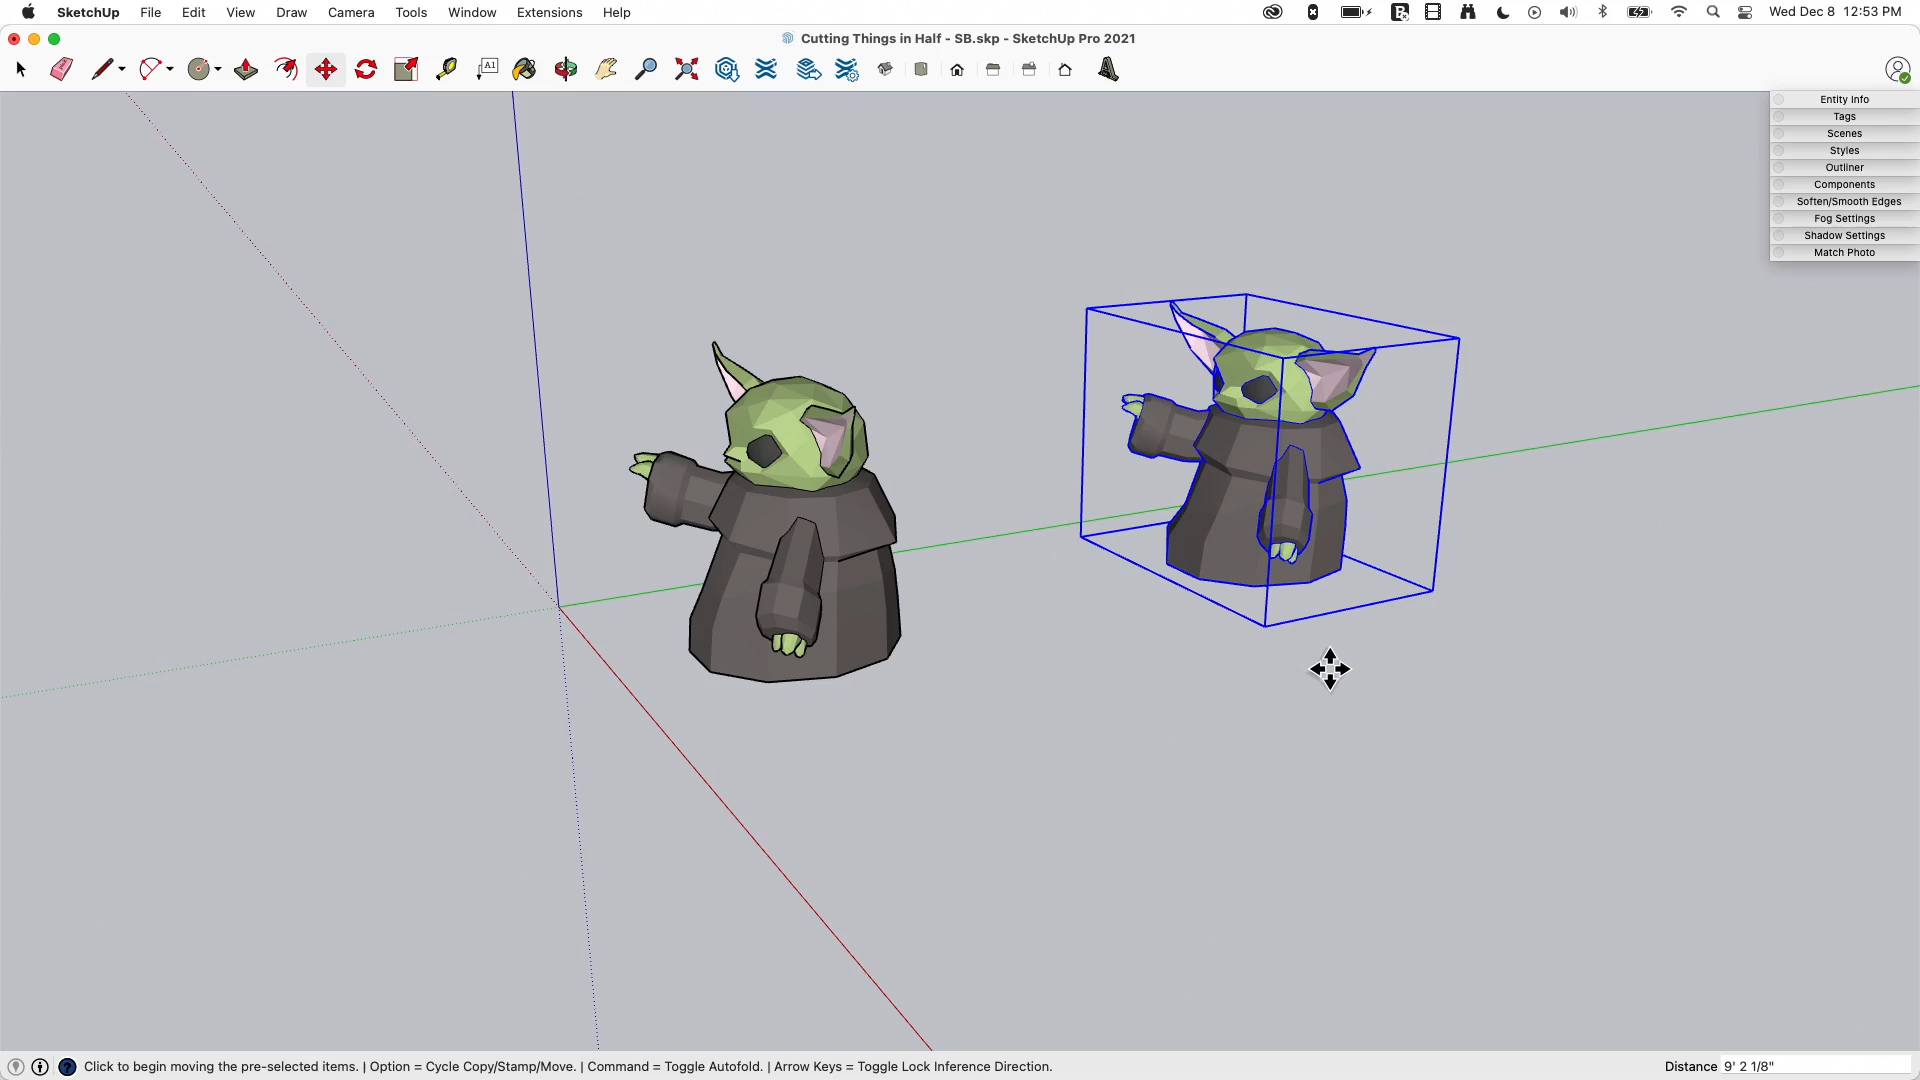 SketchUp File Edit View Draw Camera Tools Window Extensions Help Wed Dec 8 12:53 PM
Cutting Things in Half - SB.skp - SketchUp Pro 2021
A1
Entity Info
Tags
Scenes
Styles
Outliner
Components
Soften/Smooth Edges
Fog Settings
Shadow Settings
Match Photo
Click to begin moving the pre-selected items. | Option = Cycle Copy/Stamp/Move. | Command = Toggle Autofold. | Arrow Keys = Toggle Lock Inference Direction. Distance 9' 2 1/8"